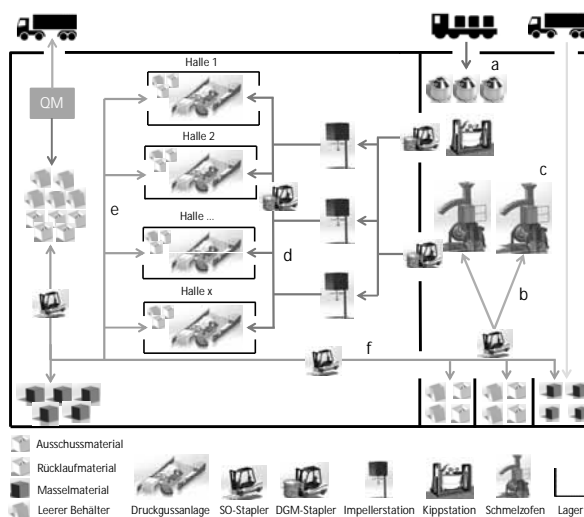 a
QM
Halle 1
Halle 2
c
e
Halle ...
d
Halle x
b
f
Ausschussmaterial
Rücklaufmaterial
Masselmaterial
Leerer Behälter
Druckgussanlage
SO-Stapler
DGM-Stapler
Impellerstation
Kippstation
Schmelzofen
Lager